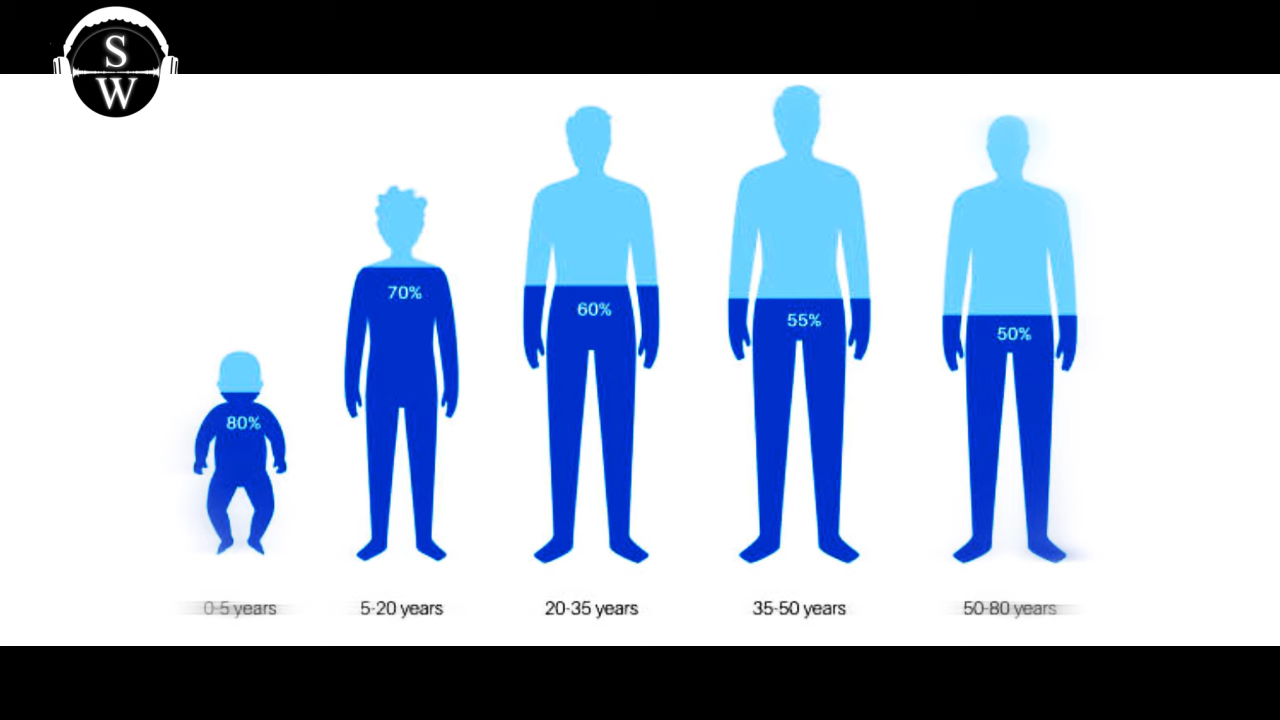 S
W
80%
70%
60%
55%
50%
0-5 years
5-20 years
20-35 years
35-50 years
50-80 years